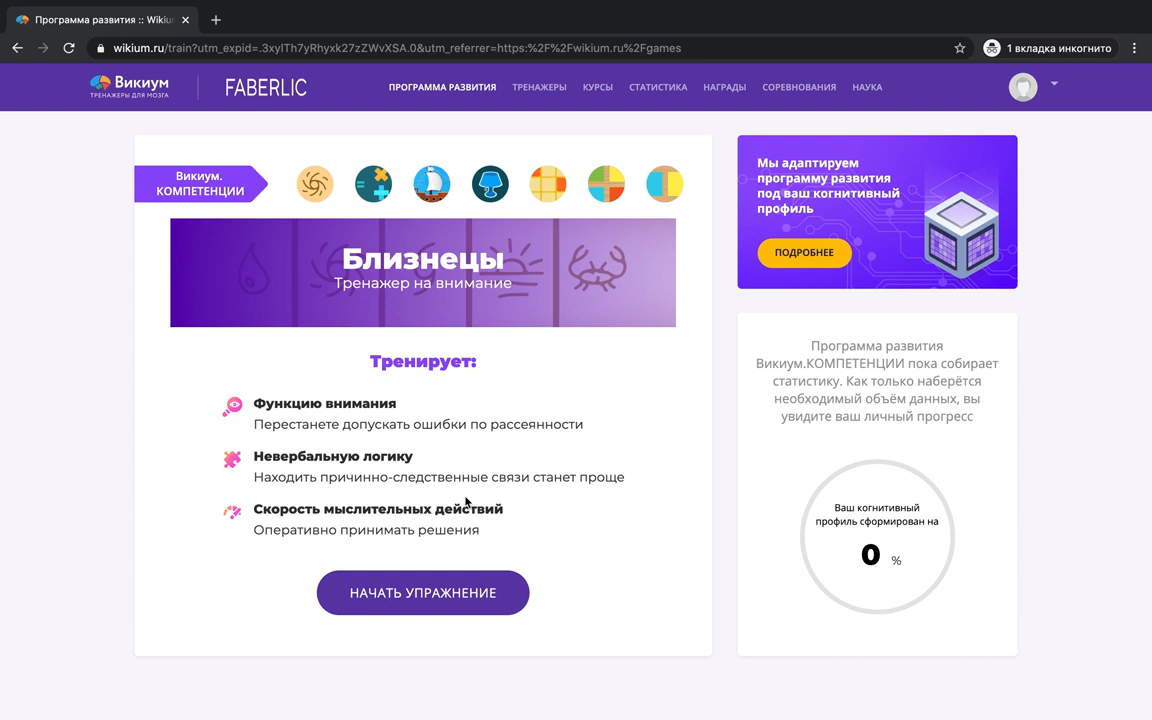 Программа развития :: Wikiu
wikium.ru/train?utm_expid=.3xyITh7yRhyxk27zZWvXSA.0&utm_referrer=https:%2F%2Fwikium.ru%2Fgames
1 вкладка инкогнито
Викиум
ТРЕНАЖЕРЫ ДЛЯ МОЗГА
FABERLIC
ПРОГРАММА РАЗВИТИЯ ТРЕНАЖЕРЫ КУРСЫ СТАТИСТИКА НАГРАДЫ СОРЕВНОВАНИЯ НАУКА
Викиум.
КОМПЕТЕНЦИИ
Близнецы
Тренажер на внимание
Тренирует:
Функцию внимания
Перестанете допускать ошибки по рассеянности
Невербальную логику
Находить причинно-следственные связи станет проще
Скорость мыслительных действий
Оперативно принимать решения
НАЧАТЬ УПРАЖНЕНИЕ
Мы адаптируем
программу развития
под ваш когнитивный
профиль
ПОДРОБНЕЕ
Программа развития
Викиум.КОМПЕТЕНЦИИ пока собирает
статистику. Как только наберётся
необходимый объём данных, вы
увидите ваш личный прогресс
Ваш когнитивный
профиль сформирован на
0 %